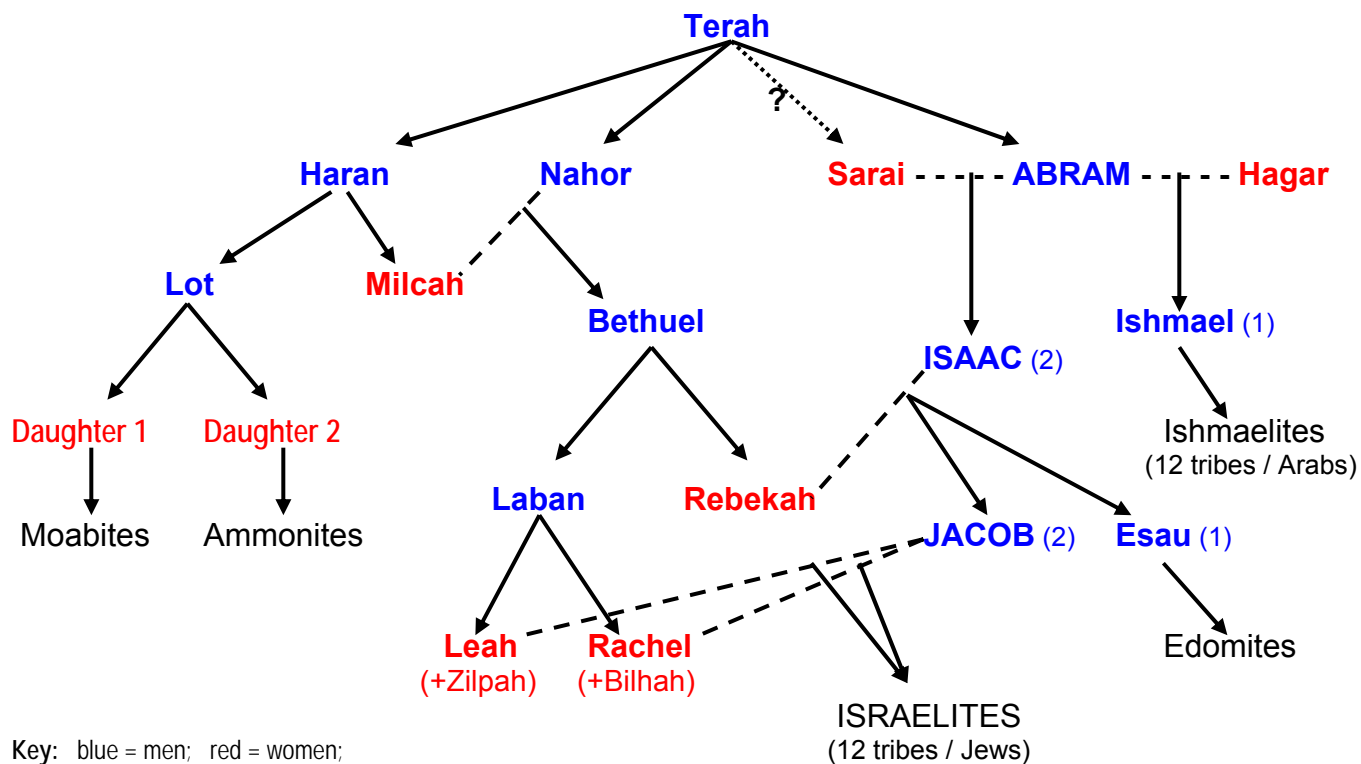 Terah
?
Haran Nahor Sarai ABRAM Hagar
Lot Milcah
Bethuel Ishmael (1)
ISAAC (2)
Daughter 1 Daughter 2 Ishmaelites
(12 tribes / Arabs)
Laban Rebekah
Moabites Ammonites JACOB (2) Esau (1)
Leah Rachel Edomites
(+Zilpah) (+Bilhah)
ISRAELITES
(12 tribes / Jews)
Key: blue = men; red = women;